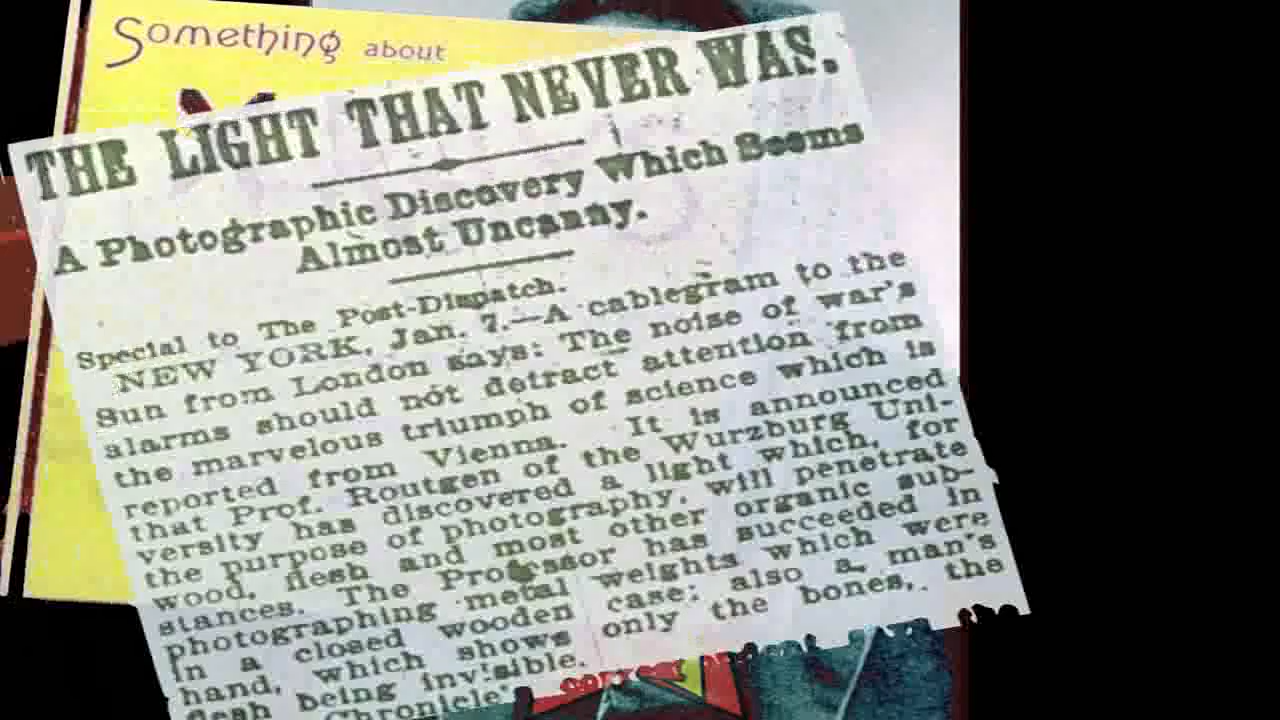 Something about
THE LIGHT THAT NEVER WAS.
A Photographic Discovery Which Seems
Almost Uncanny.
Special to The Post-Dispatch.
NEW YORK, Jan. 7.—A cablegram to the
Sun from London says: The noise of war's
alarms should not detract attention from
the marvelous triumph of science which is
reported from Vienna. It is announced
that Prof. Routgen of the Wurzburg Uni-
versity has discovered a light which, for
the purpose of photography, will penetrate
wood, flesh and most other organic sub-
stances. The Professor has succeeded in
photographing metal weights which were
in a closed wooden case; also a man's
hand, which shows only the bones, the
flesh being invisible.
Chronicle